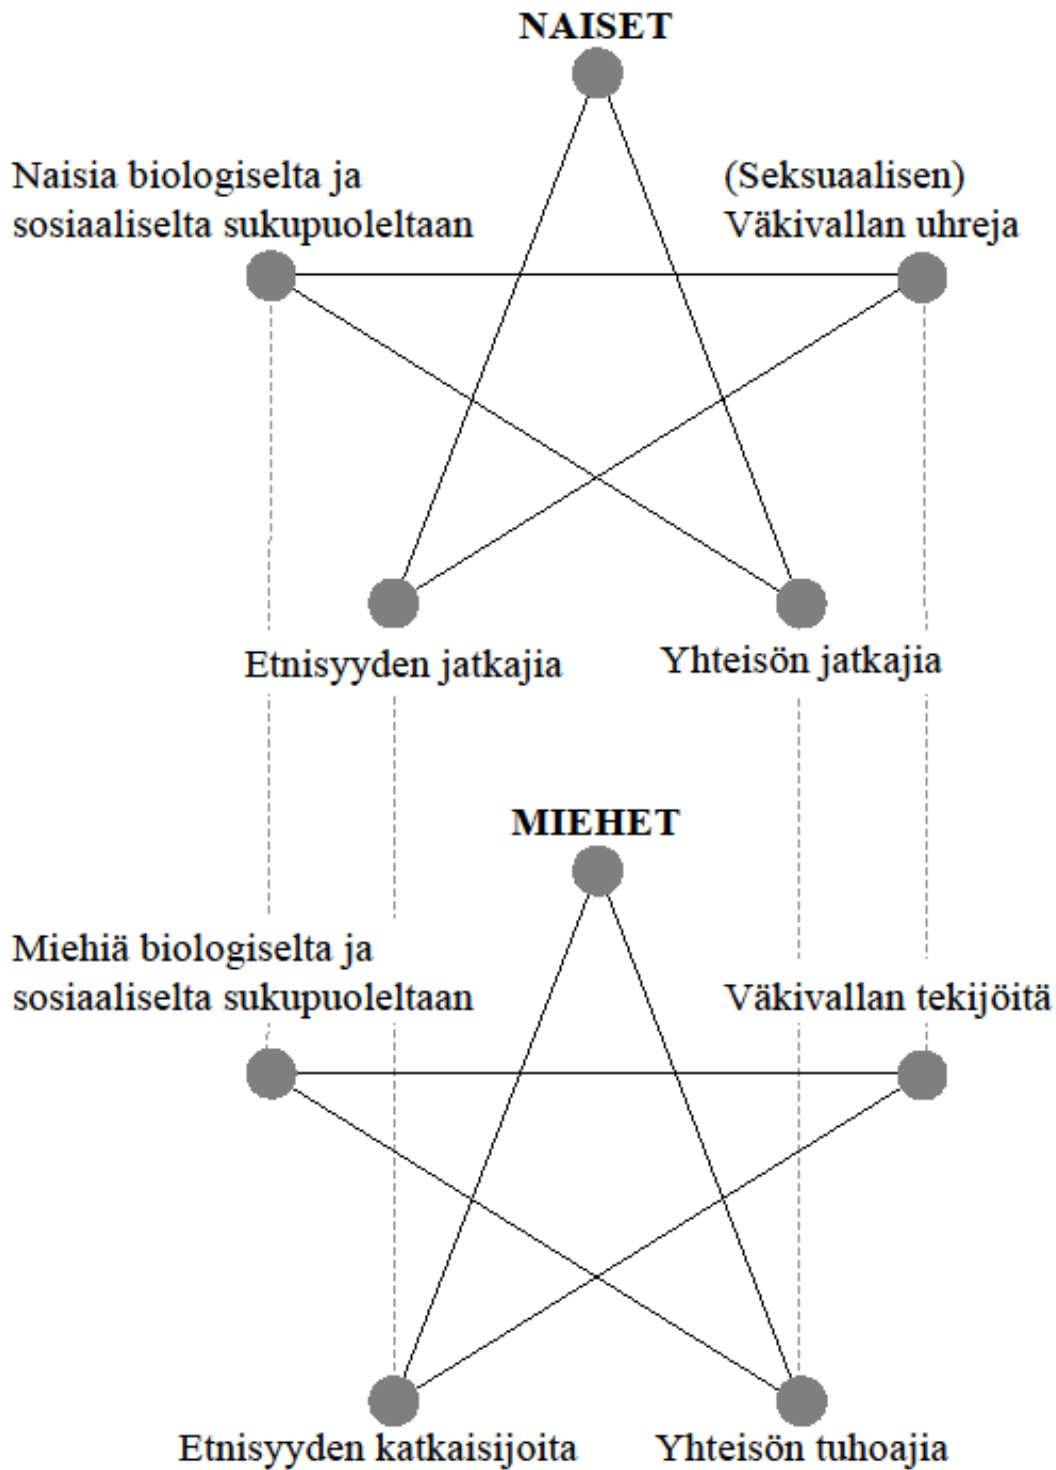 NAISET
Naisia biologiselta ja
sosiaaliselta sukupuoleltaan
(Seksuaalisen)
Väkivallan uhreja
Etnisyyden jatkajia
Yhteisön jatkajia
MIEHET
Miehiä biologiselta ja
sosiaaliselta sukupuoleltaan
Väkivallan tekijöitä
Etnisyyden katkaisijoita
Yhteisön tuhoajia